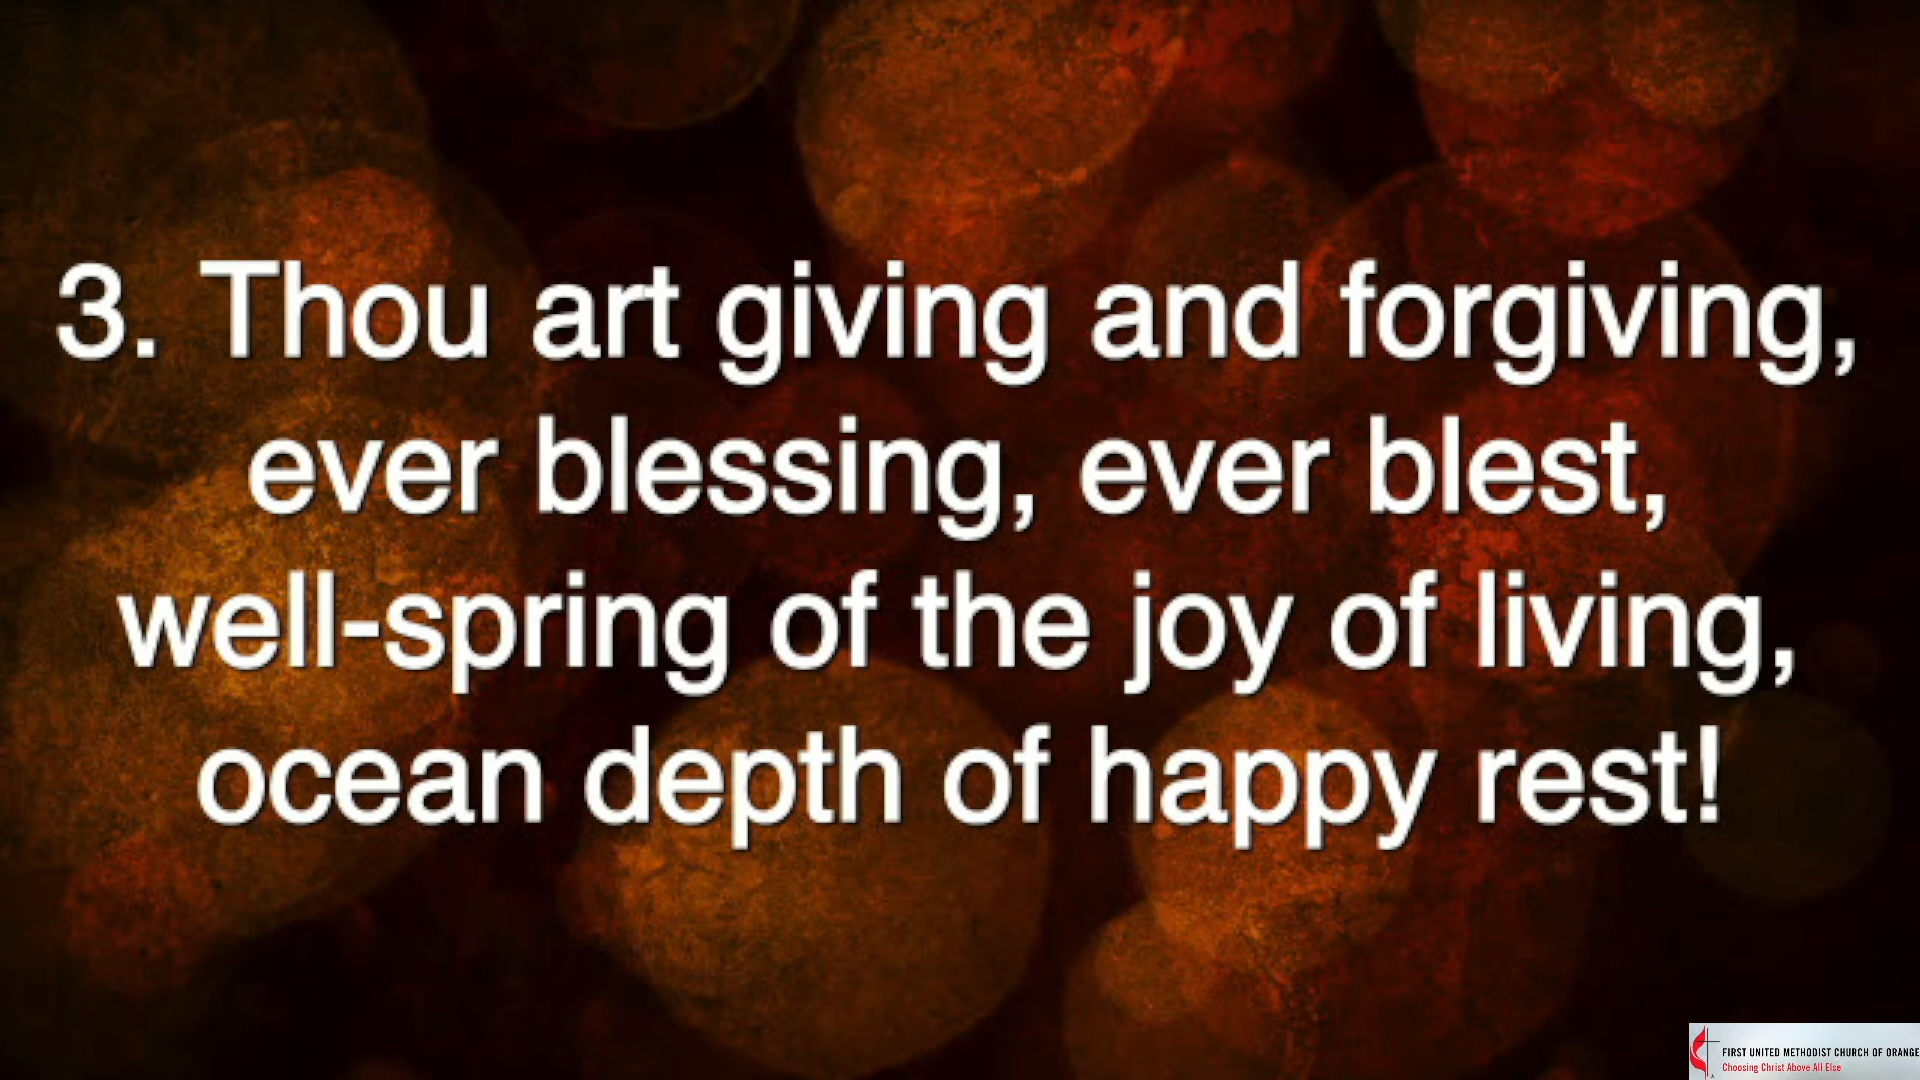 3. Thou art giving and forgiving,
ever blessing, ever blest,
well-spring of the joy of living,
ocean depth of happy rest!
FIRST UNITED METHODIST CHURCH OF ORANGE
Choosing Christ Above All Else